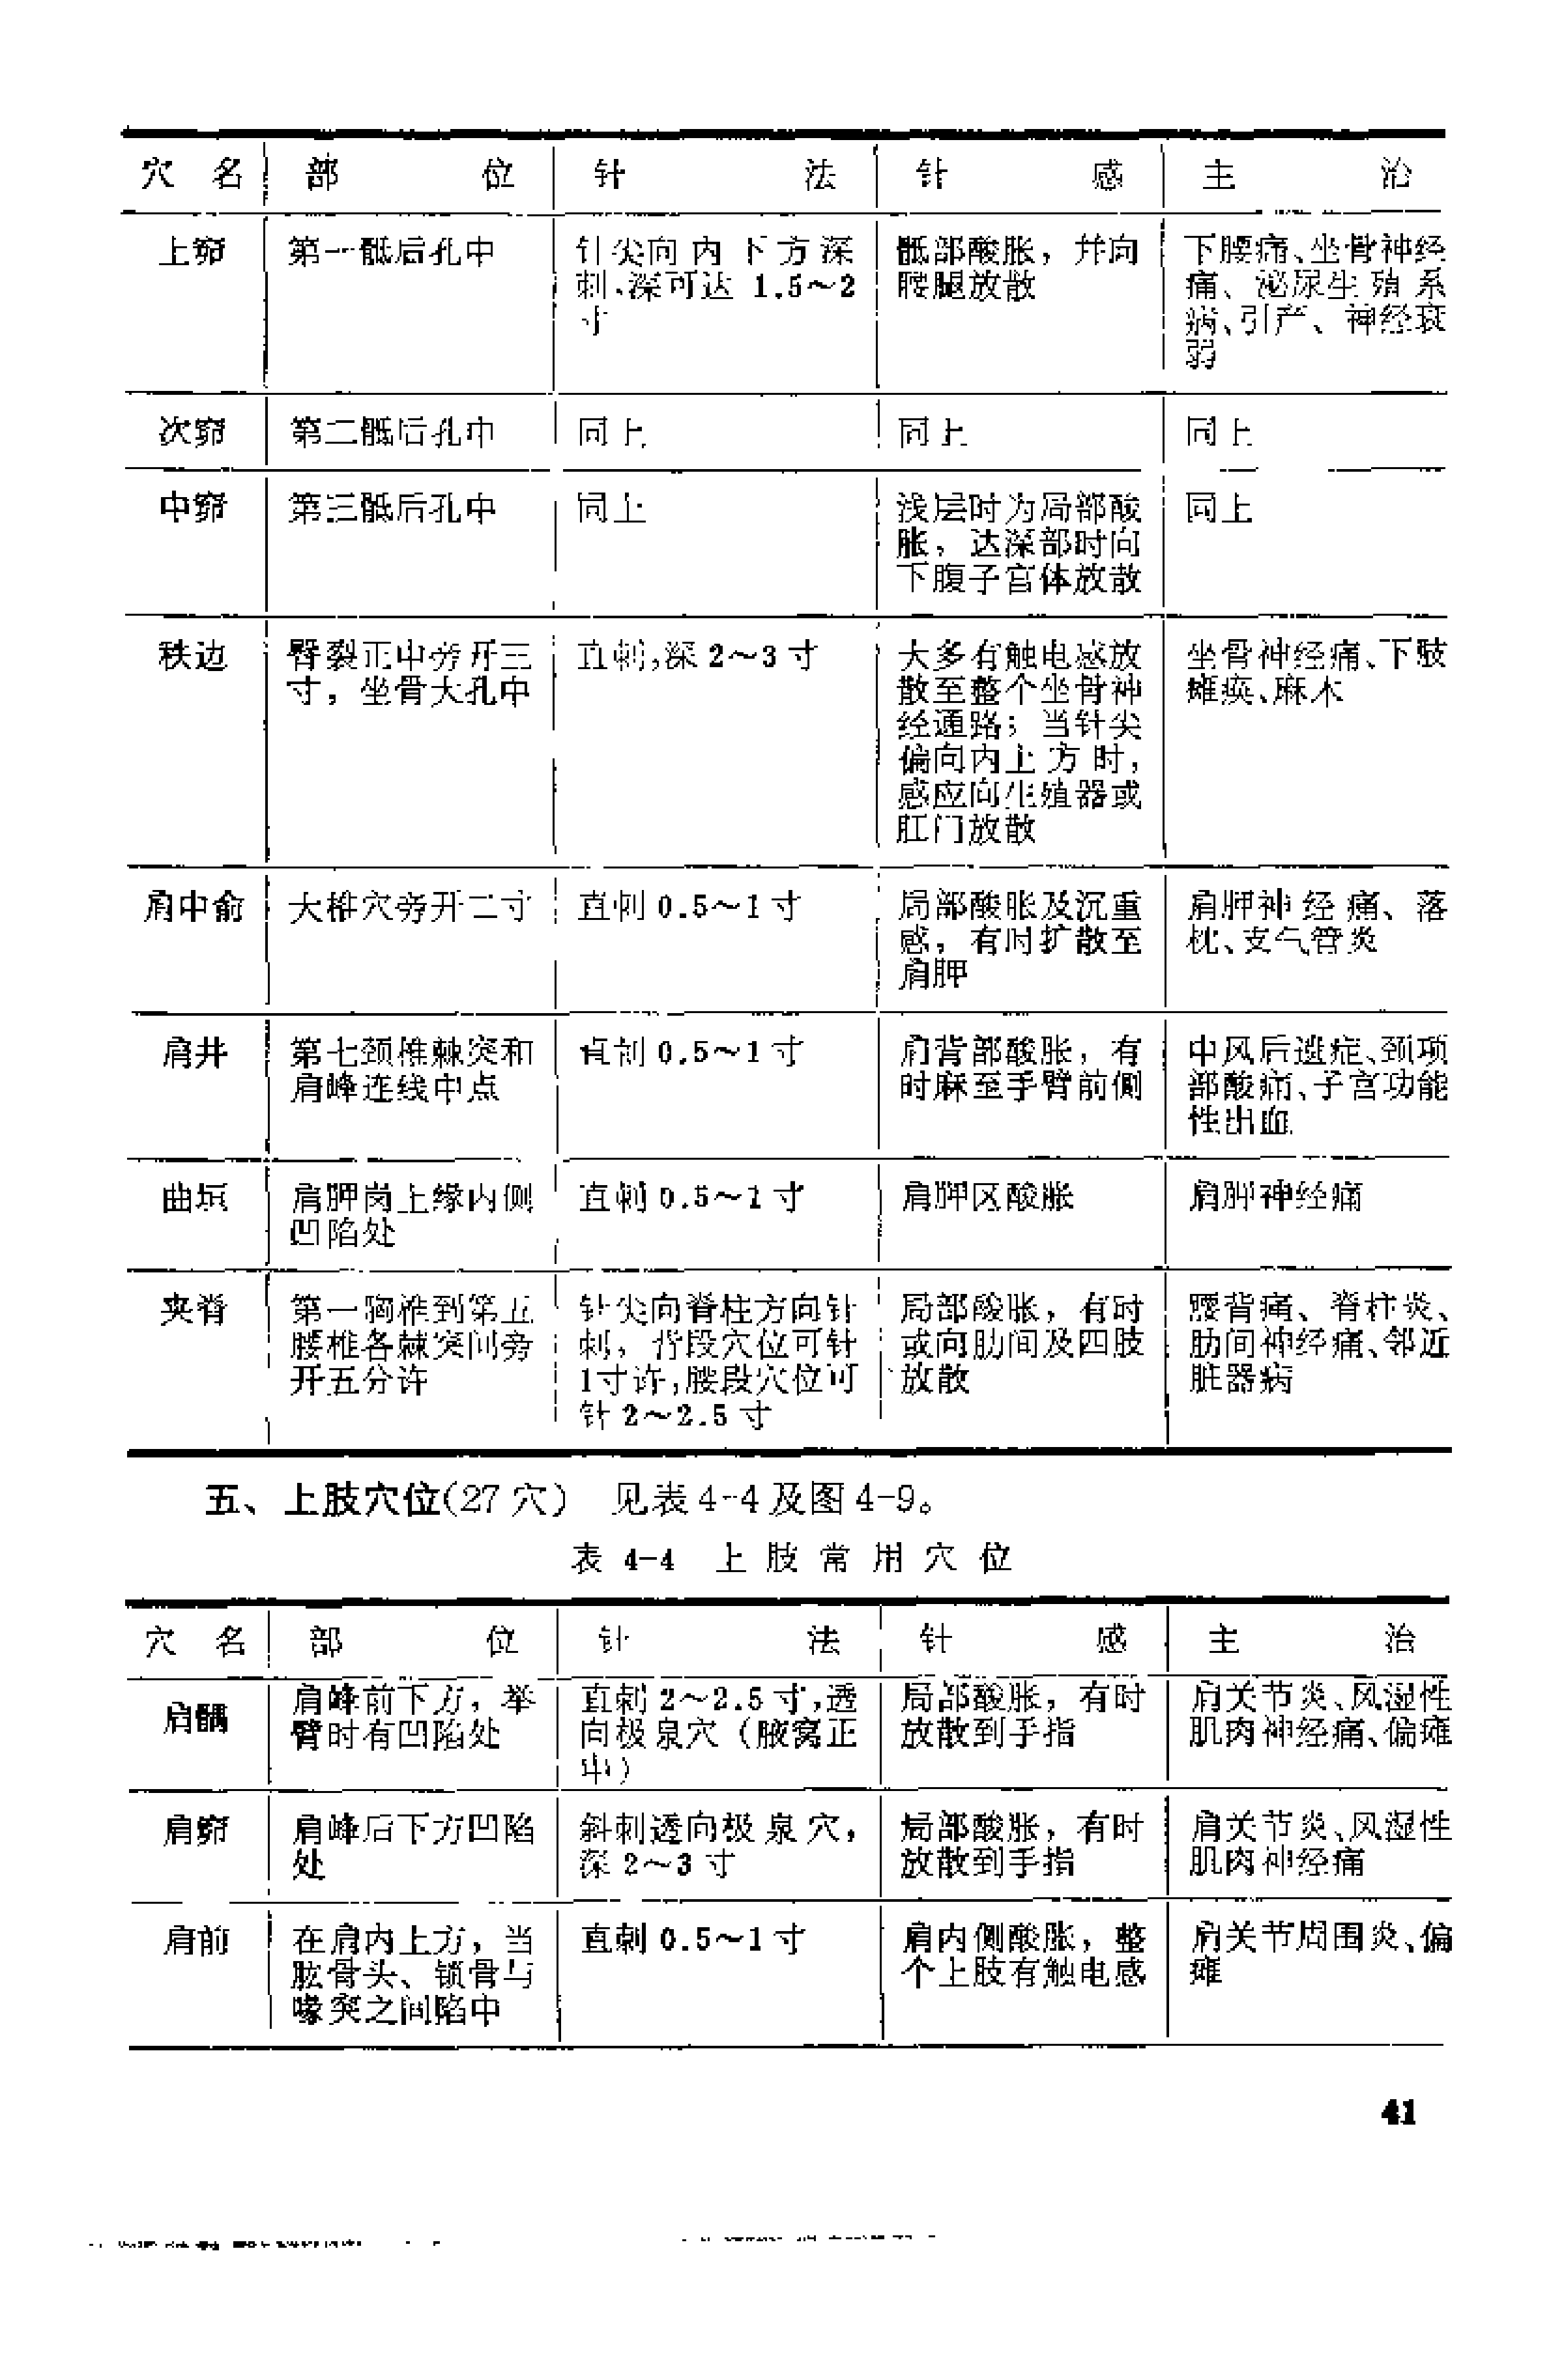 穴 名 部 位 针 法 针 感 主 治
上髎 第一骶后孔中 针尖向内下方深 骶部酸胀，并向 下腰痛、坐骨神经
刺、深可达 1.5～2 腰腿放散 痛、泌尿生殖系
寸 病、引产、神经衰
弱
次髎 第二骶后孔中 同上 同上 同上
中髎 第三骶后孔中 同上 浅层时为局部酸 同上
胀，达深部时向
下腹子宫体放散
秩边 臀裂正中旁开三 直刺，深 2～3 寸 大多有触电感放 坐骨神经痛、下肢
寸，坐骨大孔中 散至整个坐骨神 瘫痪、麻木
经通路；当针尖
偏向内上方时，
感应向生殖器或
肛门放散
肩中俞 大椎穴旁开二寸 直刺 0.5～1 寸 局部酸胀及沉重 肩胛神经痛、落
感，有时扩散至 枕、支气管炎
肩胛
肩井 第七颈椎棘突和 直刺 0.5～1 寸 肩背部酸胀，有 中风后遗症、颈项
肩峰连线中点 时麻至手臂前侧 部酸痛、子宫功能
性出血
曲垣 肩胛岗上缘内侧 直刺 0.5～1 寸 肩胛区酸胀 肩胛神经痛
凹陷处
夹脊 第一胸椎到第五 针尖向脊柱方向针 局部酸胀，有时 腰背痛、脊柱炎、
腰椎各棘突间旁 刺，背段穴位可针 或向肋间及四肢 肋间神经痛、邻近
开五分许 1寸许，腰段穴位可 放散 脏器病
针 2～2.5 寸
五、上肢穴位(27 穴) 见表 4-4 及图 4-9。
表 4-4 上肢常用穴位
穴 名 部 位 针 法 针 感 主 治
肩髃 肩峰前下方，举 直刺 2～2.5 寸，透 局部酸胀，有时 肩关节炎、风湿性
臂时有凹陷处 向极泉穴（腋窝正 放散到手指 肌肉神经痛、偏瘫
中）
肩髎 肩峰后下方凹陷 斜刺透向极泉穴， 局部酸胀，有时 肩关节炎、风湿性
处 深 2～3 寸 放散到手指 肌肉神经痛
肩前 在肩内上方，当 直刺 0.5～1 寸 肩内侧酸胀，整 肩关节周围炎、偏
肱骨头、锁骨与 个上肢有触电感 瘫
喙突之间陷中
41